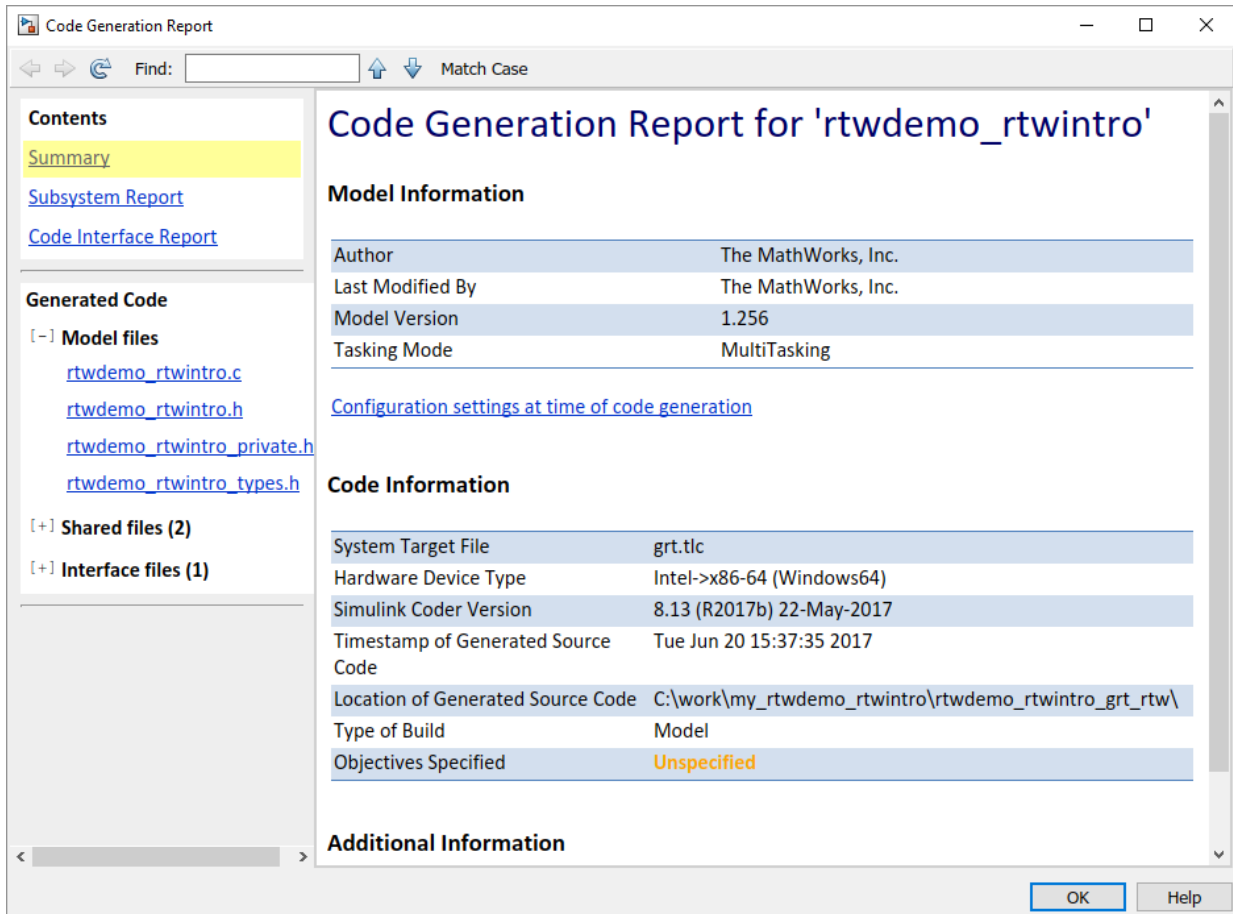 Code Generation Report
Find:
Match Case
Contents
Summary
Subsystem Report
Code Interface Report
Generated Code
[-] Model files
rtwdemo_rtwintro.c
rtwdemo_rtwintro.h
rtwdemo_rtwintro_private.h
rtwdemo_rtwintro_types.h
[+] Shared files (2)
[+] Interface files (1)
Code Generation Report for 'rtwdemo_rtwintro'
Model Information
Author The MathWorks, Inc.
Last Modified By The MathWorks, Inc.
Model Version 1.256
Tasking Mode MultiTasking
Configuration settings at time of code generation
Code Information
System Target File grt.tlc
Hardware Device Type Intel->x86-64 (Windows64)
Simulink Coder Version 8.13 (R2017b) 22-May-2017
Timestamp of Generated Source Tue Jun 20 15:37:35 2017
Code
Location of Generated Source Code C:\work\my_rtwdemo_rtwintro\rtwdemo_rtwintro_grt_rtw\
Type of Build Model
Objectives Specified Unspecified
Additional Information
OK
Help